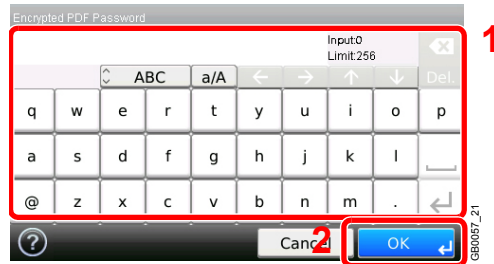 Encrypted PDF Password
Input:0
Limit:256
1
ABC a/A ← → ↑ ↓ Del.
q w e r t y u i o p
a s d f g h j k l
@ z x c v b n m .
? Cancel 2 OK
GB0057_21